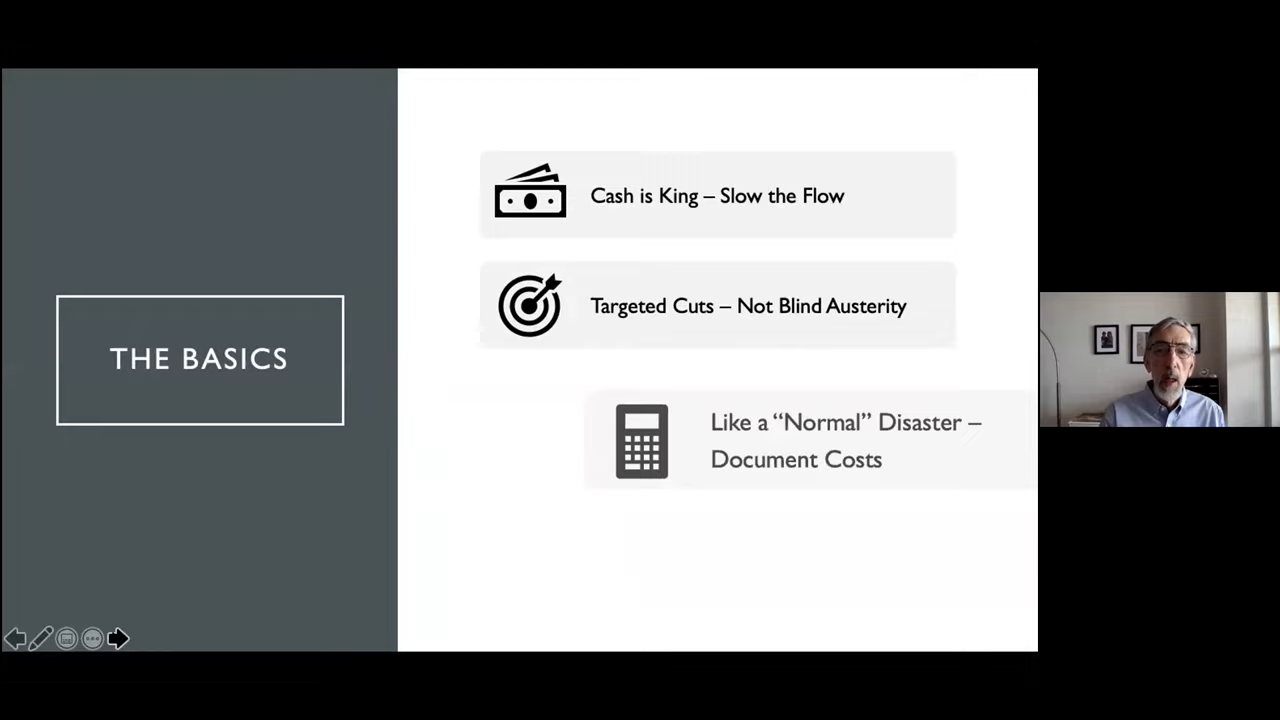 THE BASICS
Cash is King – Slow the Flow
Targeted Cuts – Not Blind Austerity
Like a “Normal” Disaster –
Document Costs